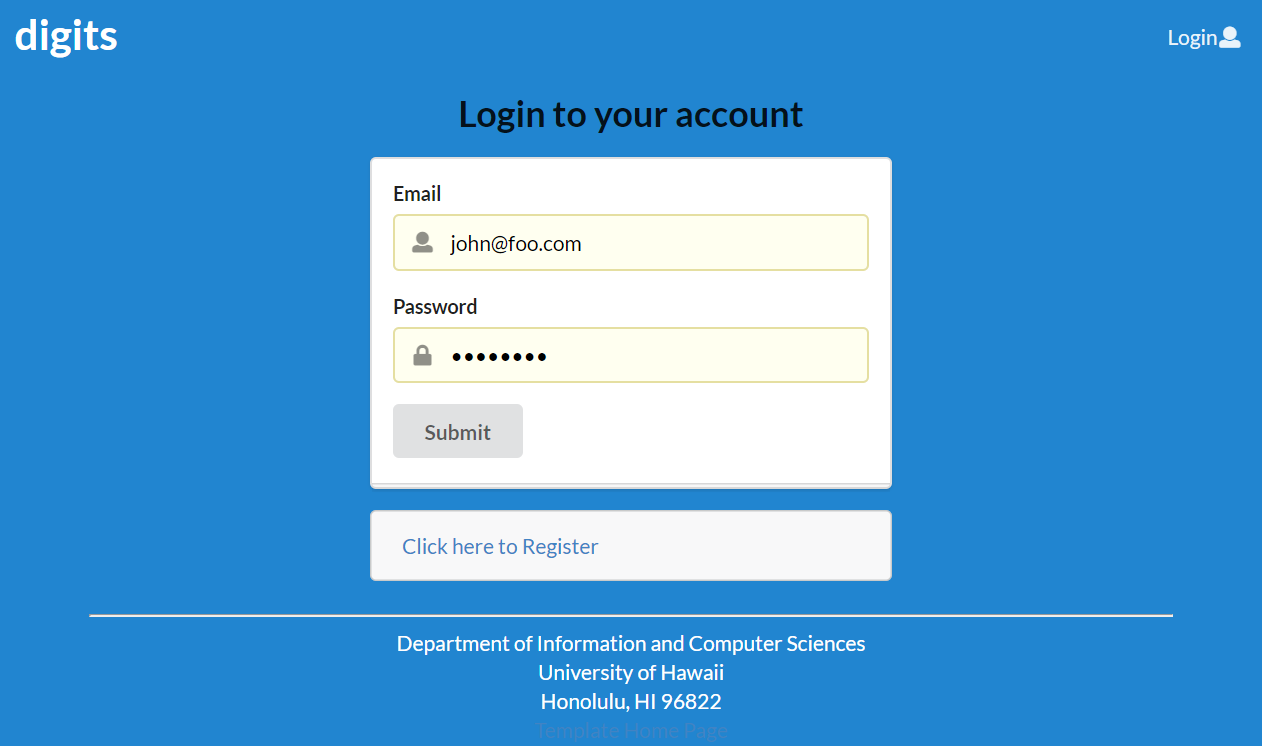 digits
Login
Login to your account
Email
john@foo.com
Password
••••••••
Submit
Click here to Register
Department of Information and Computer Sciences
University of Hawaii
Honolulu, HI 96822
Template Home Page